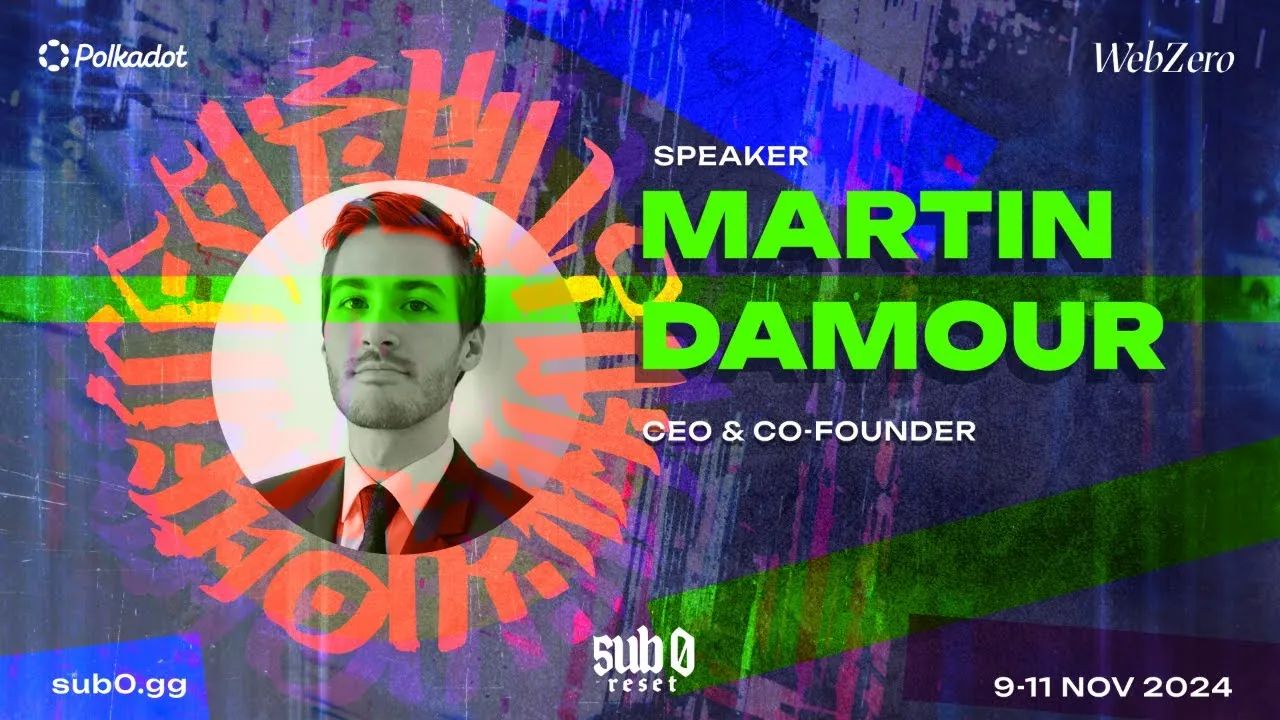 Polkadot
WebZero
SPEAKER
MARTIN
DAMOUR
CEO & CO-FOUNDER
sub0
reset
sub0.gg
9-11 NOV 2024